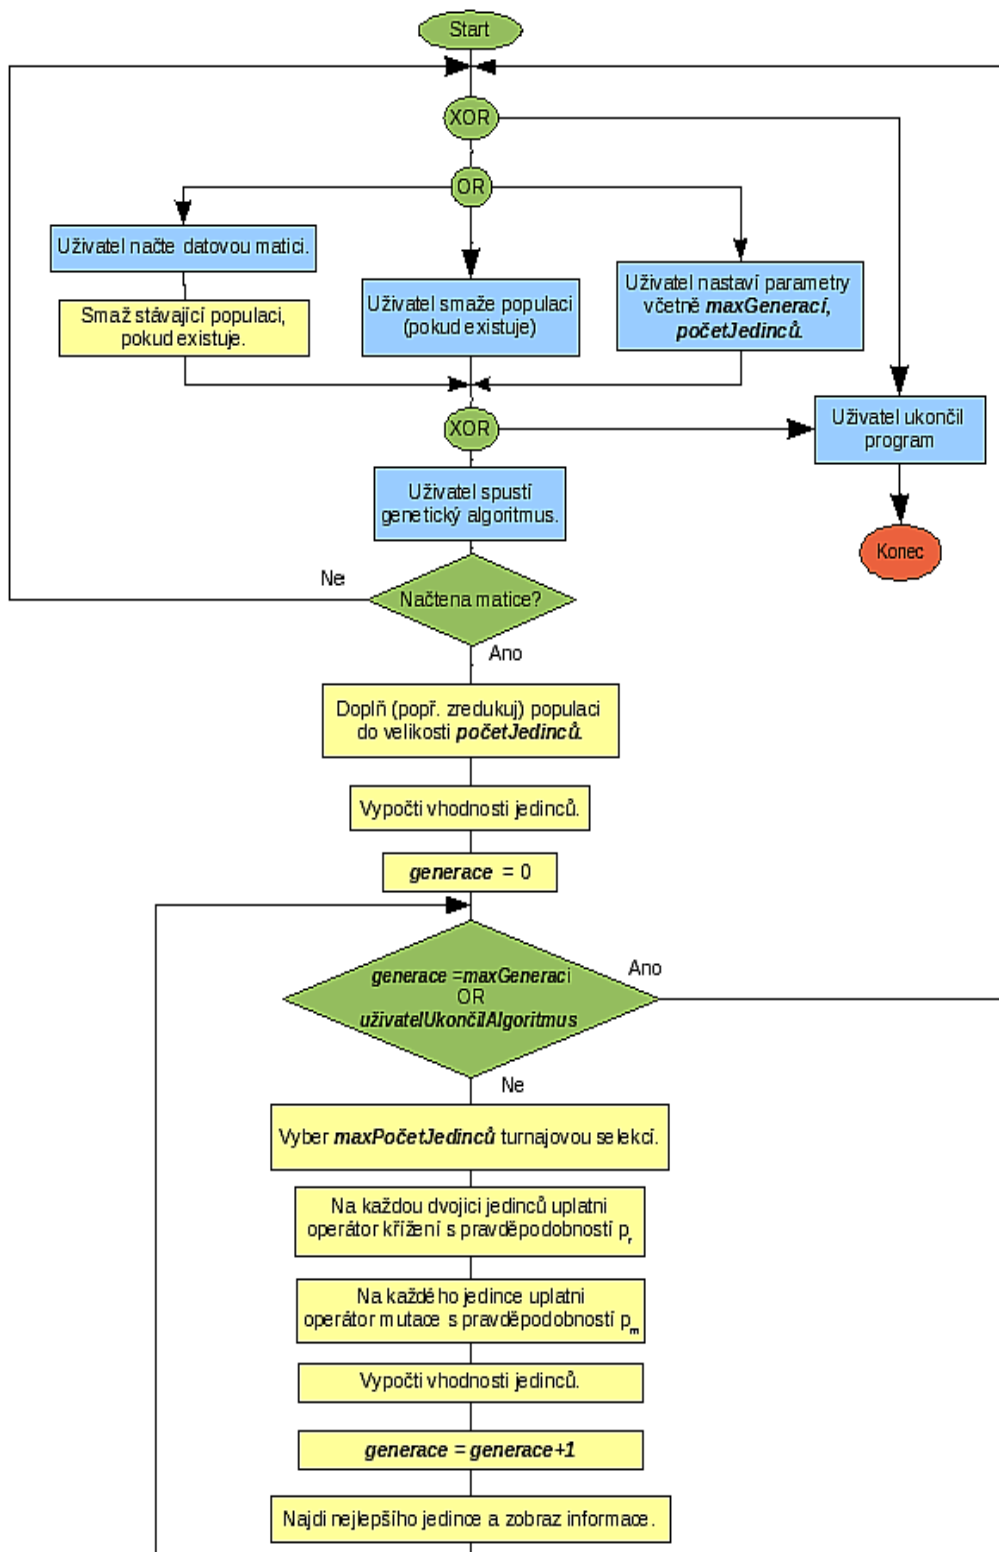 Start
XOR
OR
Uživatel načte datovou matici.
Smaž stávající populaci,
pokud existuje.
Uživatel smaže populaci
(pokud existuje)
Uživatel nastaví parametry
včetně maxGenerací,
početJedinců.
XOR
Uživatel ukončil
program
Uživatel spustí
genetický algoritmus.
Konec
Ne
Načtena matice?
Ano
Doplň (popř. zredukuj) populaci
do velikosti početJedinců.
Vypočti vhodnosti jedinců.
generace = 0
generace =maxGeneraci
OR
uživatelUkončilAlgoritmus
Ano
Ne
Vyber maxPočetJedinců turnajovou selekcí.
Na každou dvojici jedinců uplatni
operátor křížení s pravděpodobností pr
Na každého jedince uplatni
operátor mutace s pravděpodobností pm
Vypočti vhodnosti jedinců.
generace = generace+1
Najdi nejlepšího jedince a zobraz informace.